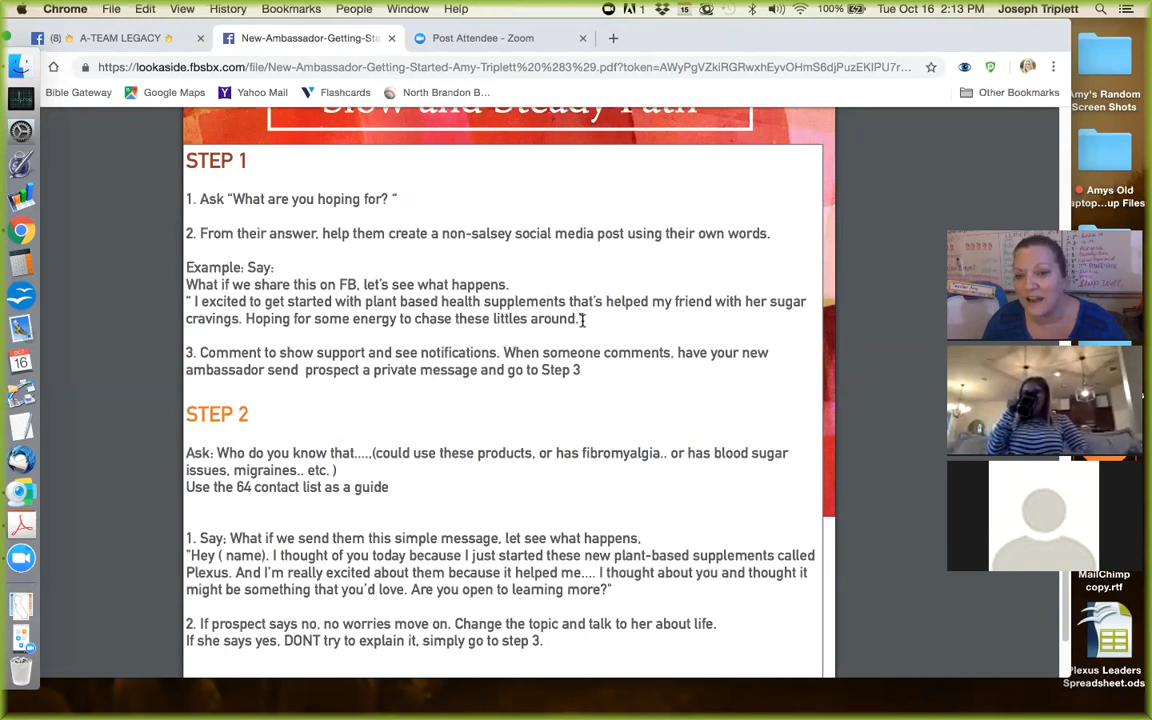 Chrome File Edit View History Bookmarks People Window Help 1 15 100% Tue Oct 16 2:13 PM Joseph Triplett
(8) A-TEAM LEGACY New-Ambassador-Getting-Sta Post Attendee - Zoom
https://lookaside.fbsbx.com/file/New-Ambassador-Getting-Started-Amy-Triplett%20%283%29.pdf?token=AWyPgVZkiRGRwxhEyvOHmS6djPuzEKIPU7r...
Bible Gateway Google Maps Yahoo Mail Flashcards North Brandon B... Other Bookmarks
Slow and Steady Path
STEP 1
1. Ask “What are you hoping for? “
2. From their answer, help them create a non-salsey social media post using their own words.
Example: Say:
What if we share this on FB, let’s see what happens.
“ I excited to get started with plant based health supplements that’s helped my friend with her sugar
cravings. Hoping for some energy to chase these littles around.”
3. Comment to show support and see notifications. When someone comments, have your new
ambassador send prospect a private message and go to Step 3
STEP 2
Ask: Who do you know that.....(could use these products, or has fibromyalgia.. or has blood sugar
issues, migraines.. etc. )
Use the 64 contact list as a guide
1. Say; What if we send them this simple message, let see what happens,
"Hey ( name). I thought of you today because I just started these new plant-based supplements called
Plexus. And I’m really excited about them because it helped me.... I thought about you and thought it
might be something that you’d love. Are you open to learning more?"
2. If prospect says no, no worries move on. Change the topic and talk to her about life.
If she says yes, DONT try to explain it, simply go to step 3.
Amy's Random
Screen Shots
Amys Old
aptop...up Files
MailChimp
copy.rtf
Plexus Leaders
Spreadsheet.ods
OCT
16